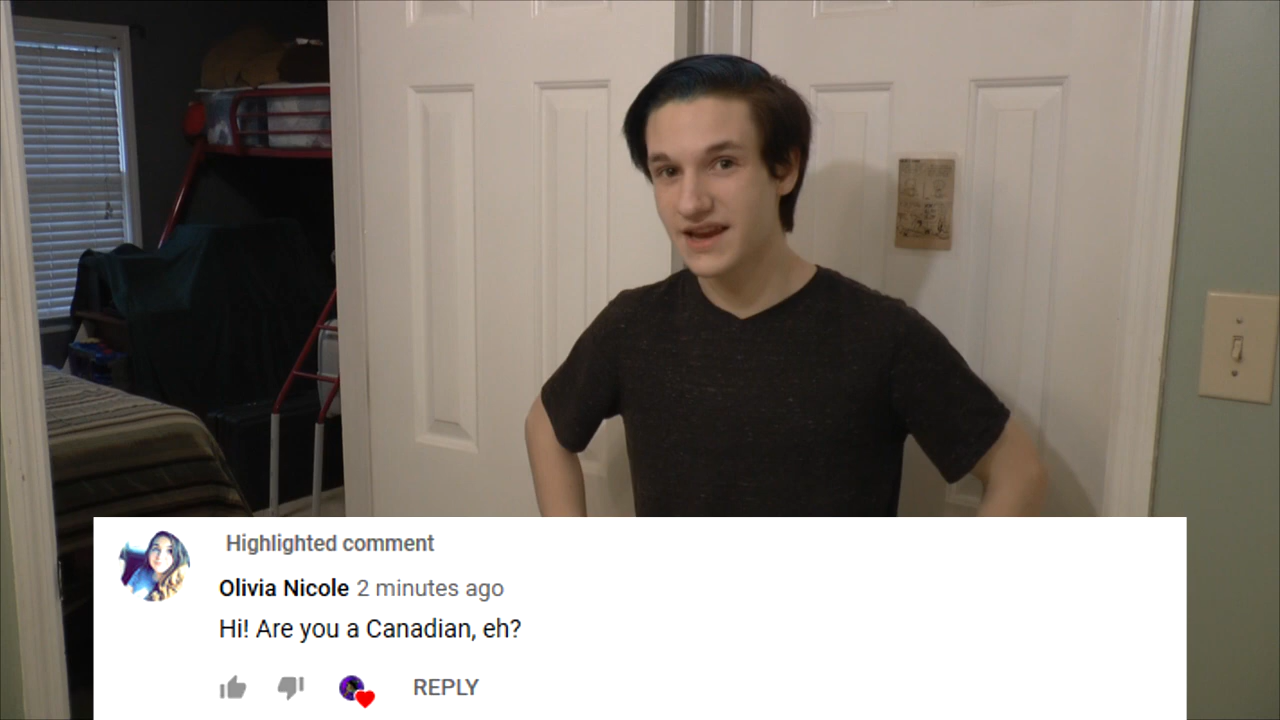 Highlighted comment
Olivia Nicole 2 minutes ago
Hi! Are you a Canadian, eh?
REPLY